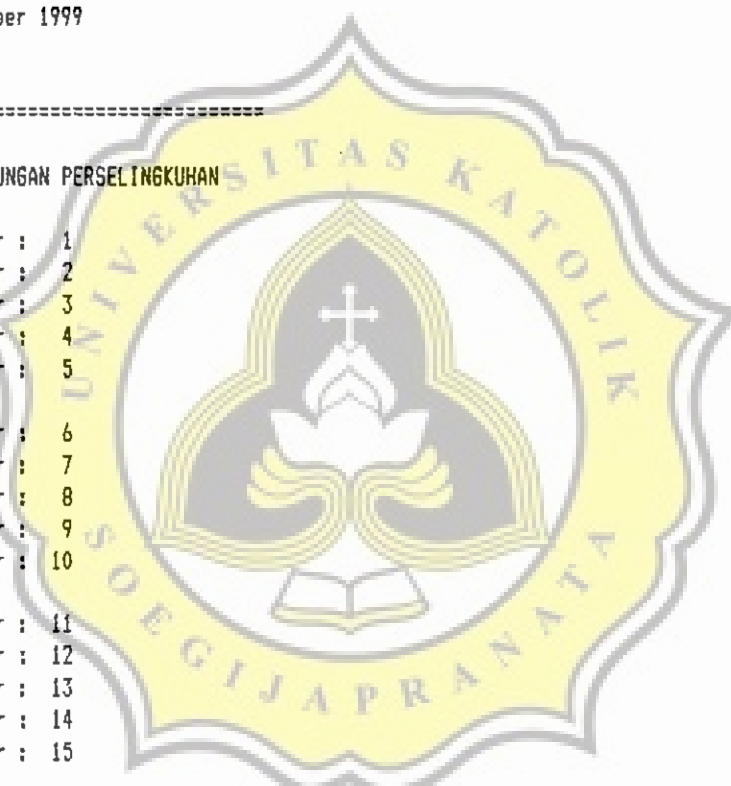 ber 1999
==========================
UNGAN PERSELINGKUHAN
r : 1
r : 2
r : 3
r : 4
r : 5
r : 6
r : 7
r : 8
r : 9
r : 10
r : 11
r : 12
r : 13
r : 14
r : 15
UNIVERSITAS KATOLIK
SOEGIJAPRANATA